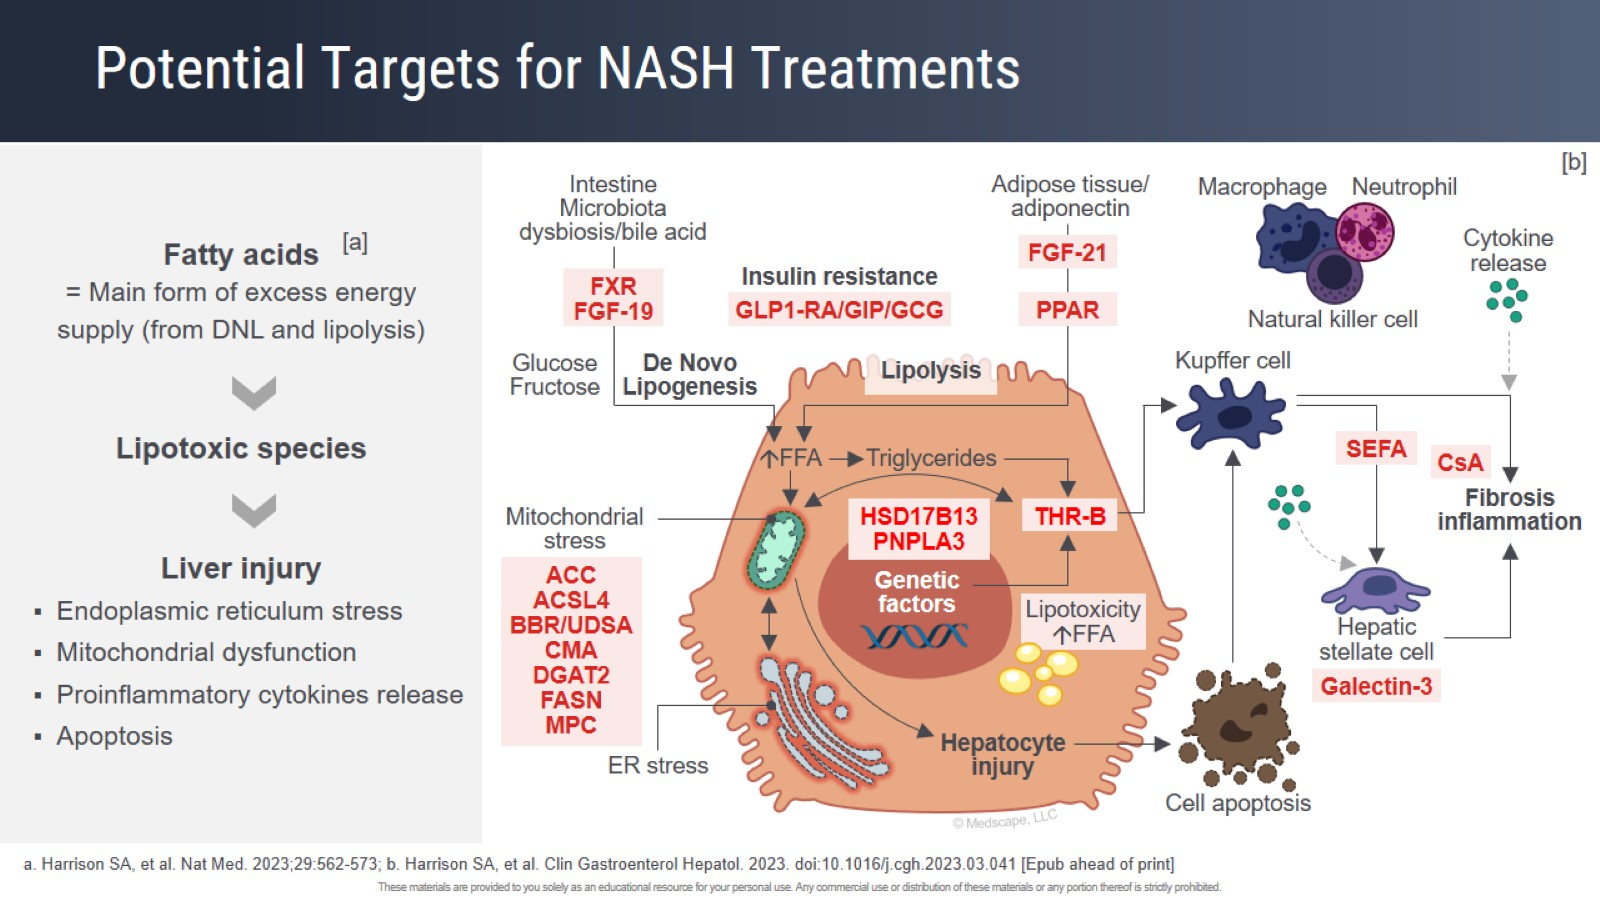 Potential Targets for NASH Treatments
Fatty acids [a]
= Main form of excess energy
supply (from DNL and lipolysis)
Lipotoxic species
Liver injury
▪ Endoplasmic reticulum stress
▪ Mitochondrial dysfunction
▪ Proinflammatory cytokines release
▪ Apoptosis
[b]
Intestine
Microbiota
dysbiosis/bile acid
FXR
FGF-19
Glucose
Fructose
De Novo
Lipogenesis
Insulin resistance
GLP1-RA/GIP/GCG
Adipose tissue/
adiponectin
FGF-21
PPAR
Lipolysis
↑FFA
Triglycerides
HSD17B13
PNPLA3
THR-B
Genetic
factors
Lipotoxicity
↑FFA
Mitochondrial
stress
ACC
ACSL4
BBR/UDSA
CMA
DGAT2
FASN
MPC
ER stress
Hepatocyte
injury
© Medscape, LLC
Macrophage
Neutrophil
Natural killer cell
Cytokine
release
Kupffer cell
SEFA
CsA
Fibrosis
inflammation
Hepatic
stellate cell
Galectin-3
Cell apoptosis
a. Harrison SA, et al. Nat Med. 2023;29:562-573; b. Harrison SA, et al. Clin Gastroenterol Hepatol. 2023. doi:10.1016/j.cgh.2023.03.041 [Epub ahead of print]
These materials are provided to you solely as an educational resource for your personal use. Any commercial use or distribution of these materials or any portion thereof is strictly prohibited.